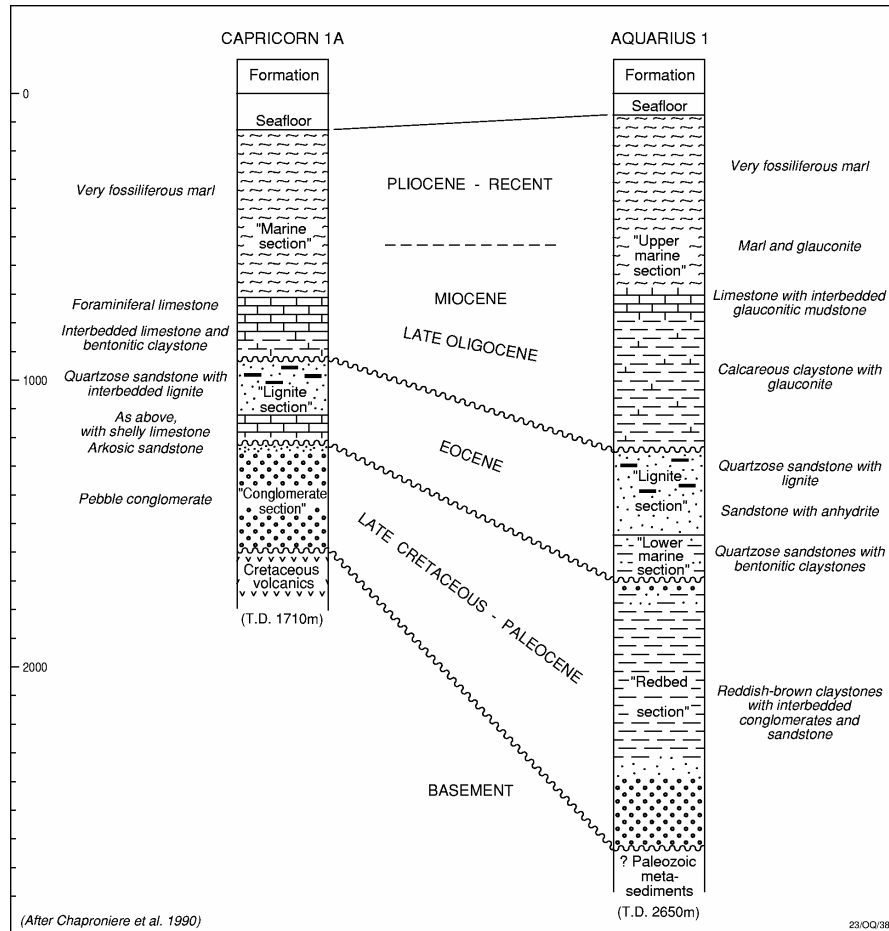 CAPRICORN 1A
AQUARIUS 1
Formation
Formation
0
Seafloor
Seafloor
Very fossiliferous marl
PLIOCENE - RECENT
Very fossiliferous marl
"Marine
section"
"Upper
marine
section"
Marl and glauconite
Foraminiferal limestone
MIOCENE
Limestone with interbedded
glauconitic mudstone
Interbedded limestone and
bentonitic claystone
LATE OLIGOCENE
1000
Quartzose sandstone with
interbedded lignite
"Lignite
section"
Calcareous claystone with
glauconite
As above,
with shelly limestone
Arkosic sandstone
EOCENE
"Lignite
section"
Quartzose sandstone with
lignite
Pebble conglomerate
"Conglomerate
section"
Sandstone with anhydrite
"Lower
marine
section"
Quartzose sandstones with
bentonitic claystones
Cretaceous
volcanics
(T.D. 1710m)
LATE CRETACEOUS - PALEOCENE
2000
"Redbed
section"
Reddish-brown claystones
with interbedded
conglomerates and
sandstone
BASEMENT
? Paleozoic
meta-
sediments
(T.D. 2650m)
(After Chaproniere et al. 1990)
23/OQ/38